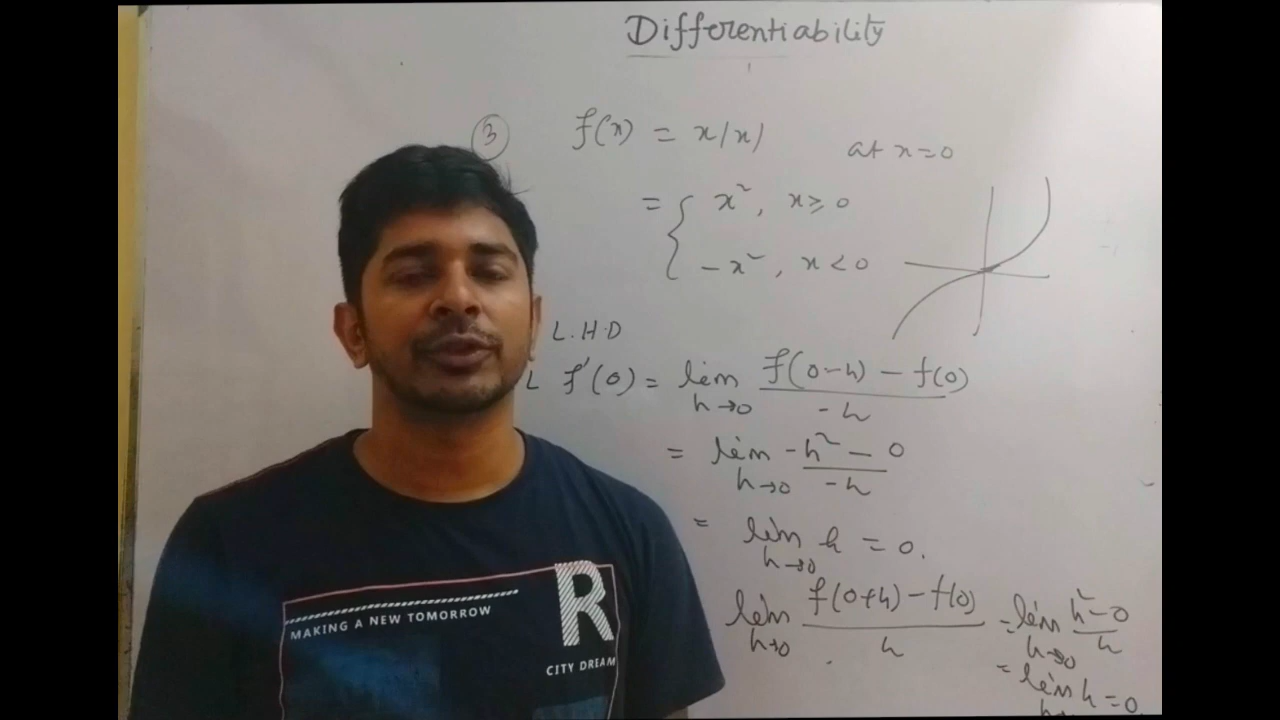 Differentiability
③ f(x) = x|x| at x=0
= { x², x ≥ 0
-x², x < 0
L.H.D
L f'(0) = lim h→0 f(0-h) - f(0) / -h
= lim h→0 -h² - 0 / -h
= lim h→0 h = 0.
lim h→0 f(0+h) - f(0) / h = lim h→0 h² - 0 / h
= lim h→0 h = 0
MAKING A NEW TOMORROW
R
CITY DREAM